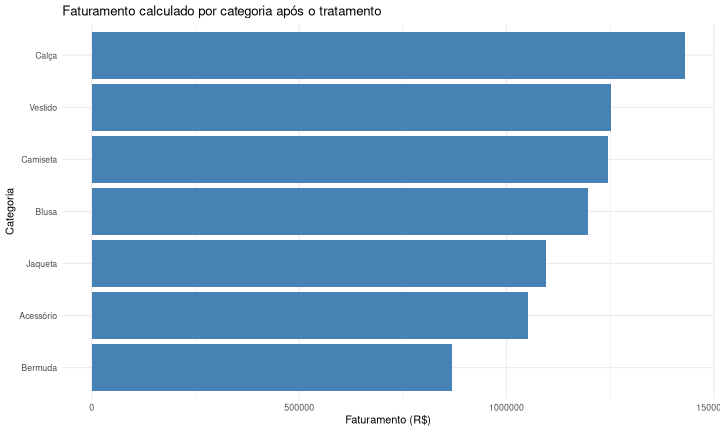 Faturamento calculado por categoria após o tratamento
Categoria
Calça
Vestido
Camiseta
Blusa
Jaqueta
Acessório
Bermuda
0 500000 1000000 15000
Faturamento (R$)